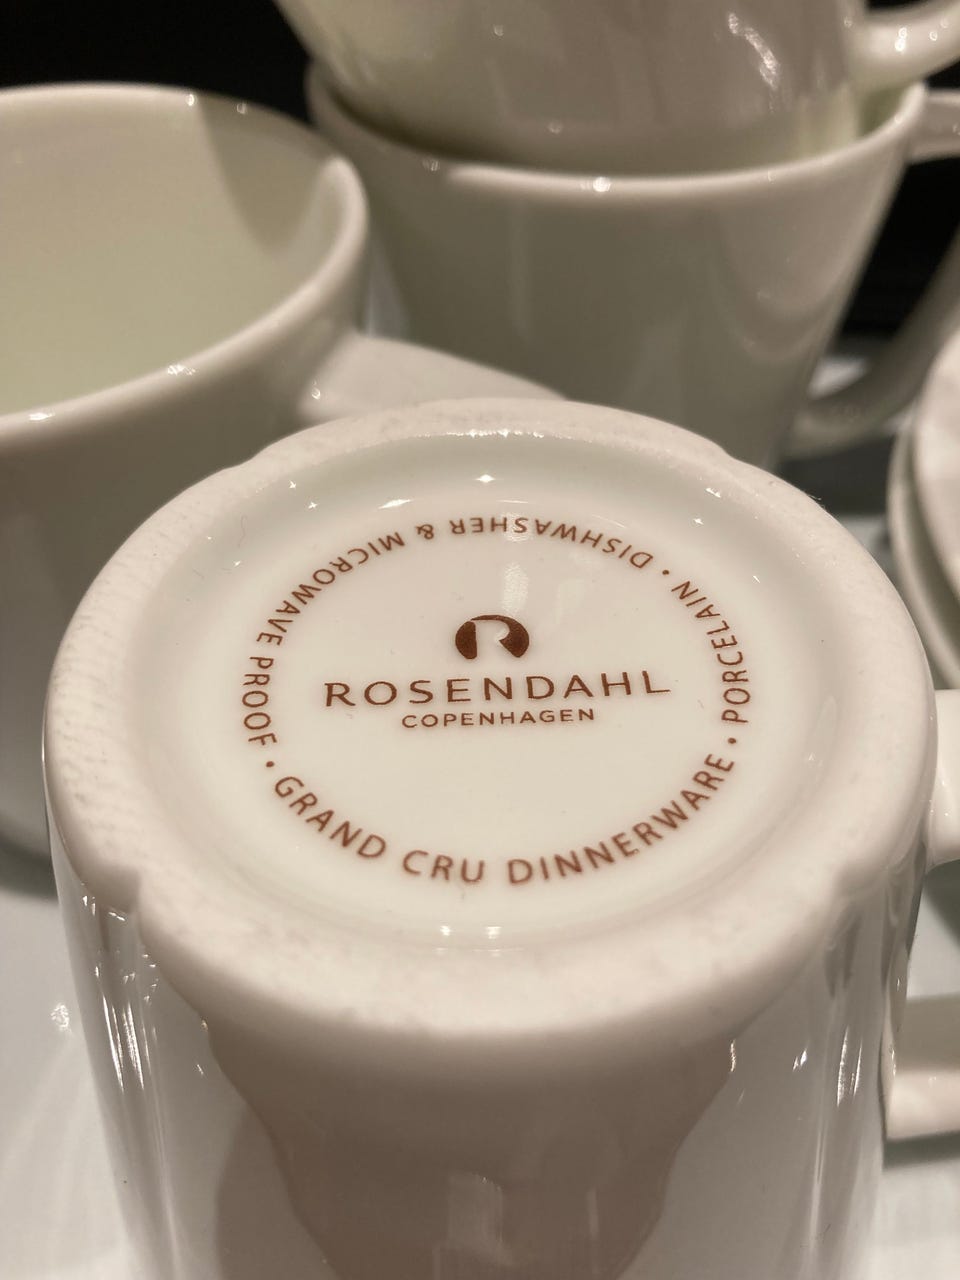 ROSENDAHL
COPENHAGEN
GRAND CRU DINNERWARE • PORCELAIN • DISHWASHER & MICROWAVE PROOF •